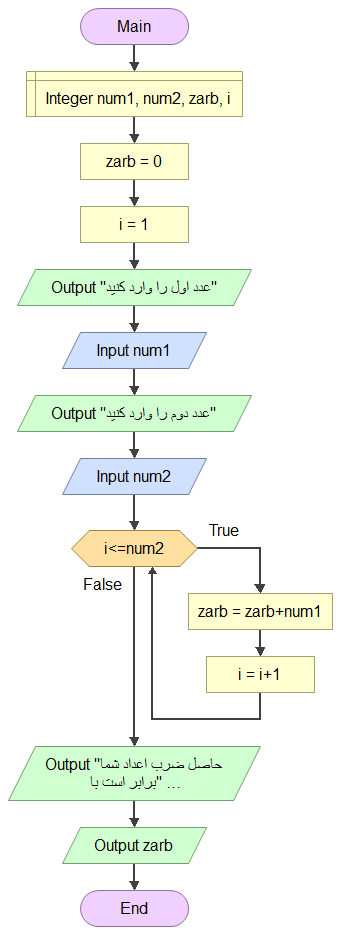 Main
Integer num1, num2, zarb, i
zarb = 0
i = 1
Output "عدد اول را وارد کنید"
Input num1
Output "عدد دوم را وارد کنید"
Input num2
i<=num2
True
False
zarb = zarb+num1
i = i+1
Output "حاصل ضرب اعداد شما
برابر است با" ...
Output zarb
End